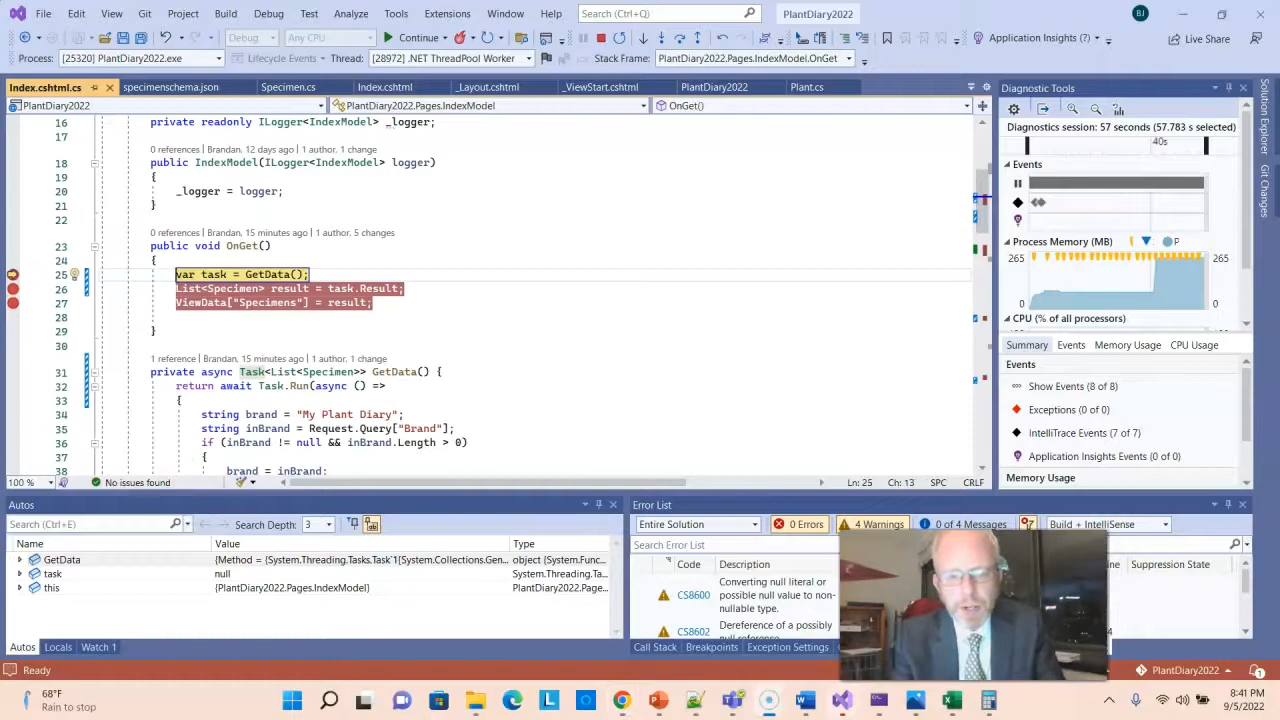 File Edit View Git Project Build Debug Test Analyze Tools Extensions Window Help Search (Ctrl+Q) PlantDiary2022 BJ
Debug Any CPU Continue Application Insights (?) Live Share
Process: [25320] PlantDiary2022.exe Lifecycle Events Thread: [28972] .NET ThreadPool Worker Stack Frame: PlantDiary2022.Pages.IndexModel.OnGet
Index.cshtml.cs specimenschema.json Specimen.cs Index.cshtml _Layout.cshtml _ViewStart.cshtml PlantDiary2022 Plant.cs
PlantDiary2022 PlantDiary2022.Pages.IndexModel OnGet()
16 private readonly ILogger<IndexModel> _logger;
17
0 references | Brandan, 12 days ago | 1 author, 1 change
18 public IndexModel(ILogger<IndexModel> logger)
19 {
20 _logger = logger;
21 }
22
0 references | Brandan, 15 minutes ago | 1 author, 5 changes
23 public void OnGet()
24 {
25 var task = GetData();
26 List<Specimen> result = task.Result;
27 ViewData["Specimens"] = result;
28
29 }
30
1 reference | Brandan, 15 minutes ago | 1 author, 1 change
31 private async Task<List<Specimen>> GetData() {
32 return await Task.Run(async () =>
33 {
34 string brand = "My Plant Diary";
35 string inBrand = Request.Query["Brand"];
36 if (inBrand != null && inBrand.Length > 0)
37 {
38 brand = inBrand;
100 % No issues found Ln: 25 Ch: 13 SPC CRLF
Diagnostic Tools
Diagnostics session: 57 seconds (57.783 s selected)
40s
Events
Process Memory (MB) P
265 265
0 0
CPU (% of all processors)
Summary Events Memory Usage CPU Usage
Events
Show Events (8 of 8)
Exceptions (0 of 0)
IntelliTrace Events (7 of 7)
Application Insights Events (0 of 0)
Memory Usage
Solution Explorer
Git Changes
Autos
Search (Ctrl+E) Search Depth: 3
Name Value Type
GetData {Method = {System.Threading.Tasks.Task`1[System.Collections.Gen... object {System.Func...
task null System.Threading.Ta...
this {PlantDiary2022.Pages.IndexModel} PlantDiary2022.Page...
Autos Locals Watch 1
Error List
Entire Solution 0 Errors 4 Warnings 0 of 4 Messages Build + IntelliSense
Search Error List
Code Description Suppression State
CS8600 Converting null literal or
possible null value to non-
nullable type.
CS8602 Dereference of a possibly
null reference.
Call Stack Breakpoints Exception Settings
Ready PlantDiary2022 1
68°F
Rain to stop
8:41 PM
9/5/2022